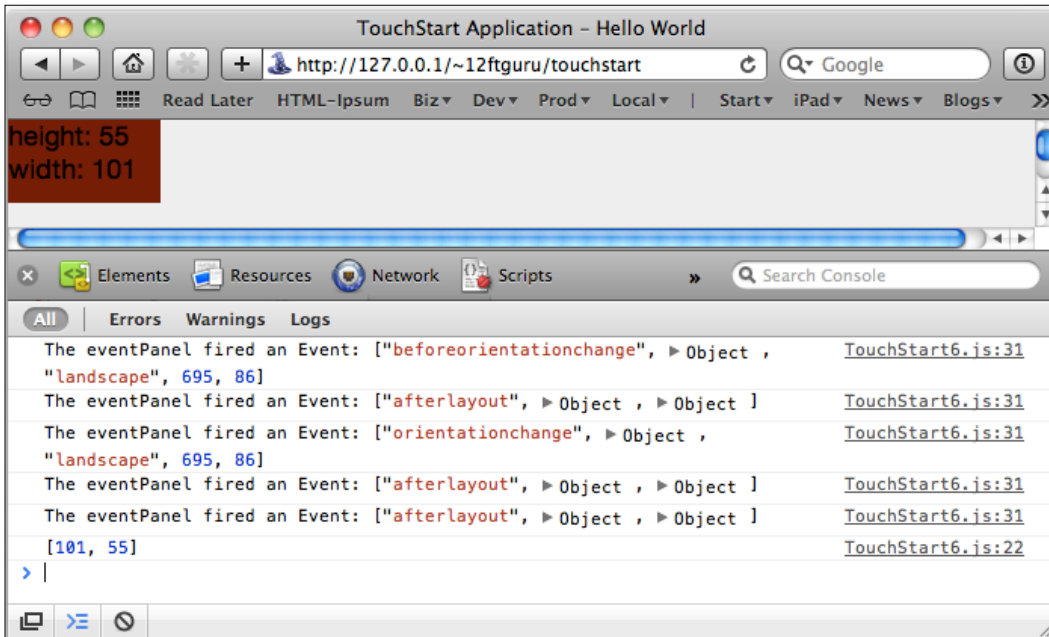 TouchStart Application – Hello World
http://127.0.0.1/~12ftguru/touchstart
Google
Read Later HTML-Ipsum Biz Dev Prod Local | Start iPad News Blogs
height: 55
width: 101
Elements Resources Network Scripts » Search Console
All Errors Warnings Logs
The eventPanel fired an Event: ["beforeorientationchange", ▶ Object , TouchStart6.js:31
"landscape", 695, 86]
The eventPanel fired an Event: ["afterlayout", ▶ Object , ▶ Object ] TouchStart6.js:31
The eventPanel fired an Event: ["orientationchange", ▶ Object , TouchStart6.js:31
"landscape", 695, 86]
The eventPanel fired an Event: ["afterlayout", ▶ Object , ▶ Object ] TouchStart6.js:31
The eventPanel fired an Event: ["afterlayout", ▶ Object , ▶ Object ] TouchStart6.js:31
[101, 55] TouchStart6.js:22